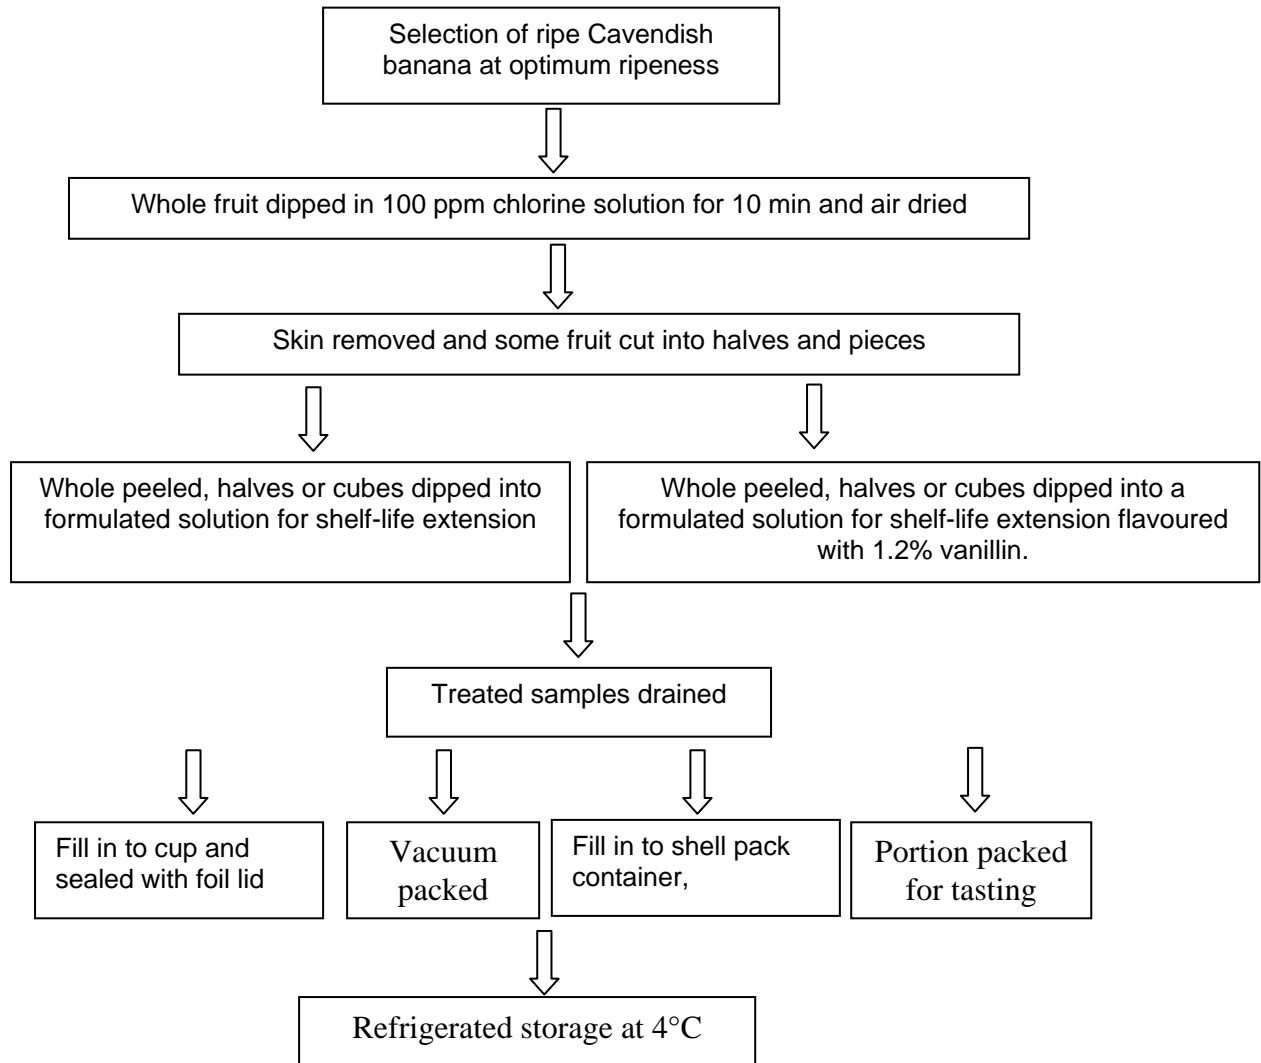 Selection of ripe Cavendish
banana at optimum ripeness
Whole fruit dipped in 100 ppm chlorine solution for 10 min and air dried
Skin removed and some fruit cut into halves and pieces
Whole peeled, halves or cubes dipped into
formulated solution for shelf-life extension
Whole peeled, halves or cubes dipped into a
formulated solution for shelf-life extension flavoured
with 1.2% vanillin.
Treated samples drained
Fill in to cup and
sealed with foil lid
Vacuum
packed
Fill in to shell pack
container,
Portion packed
for tasting
Refrigerated storage at 4°C